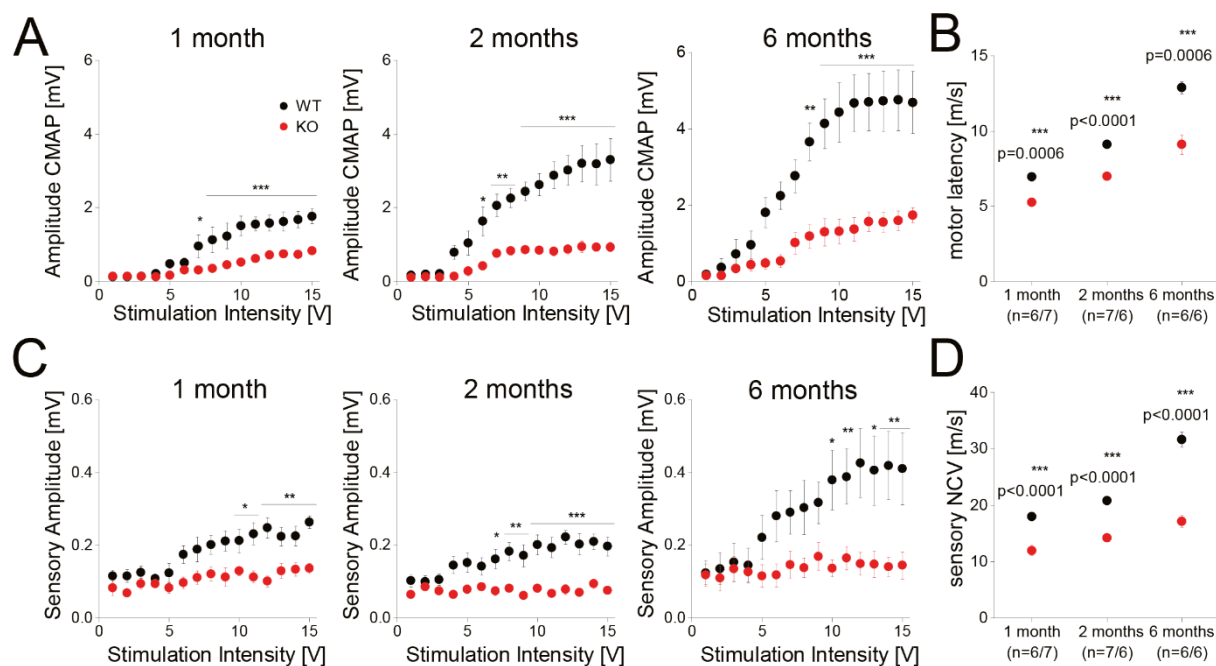 A
1 month
Amplitude CMAP [mV]
6
4
2
0
0 5 10 15
Stimulation Intensity [V]
WT
KO
*
***
2 months
Amplitude CMAP [mV]
6
4
2
0
0 5 10 15
Stimulation Intensity [V]
*
**
***
6 months
Amplitude CMAP [mV]
6
4
2
0
5 10 15
Stimulation Intensity [V]
**
***
B
motor latency [m/s]
15
10
5
0
***
p=0.0006
***
p<0.0001
***
p=0.0006
1 month
(n=6/7)
2 months
(n=7/6)
6 months
(n=6/6)
C
1 month
Sensory Amplitude [mV]
0.6
0.4
0.2
0.0
0 5 10 15
Stimulation Intensity [V]
*
**
2 months
Sensory Amplitude [mV]
0.6
0.4
0.2
0.0
0 5 10 15
Stimulation Intensity [V]
*
**
***
6 months
Sensory Amplitude [mV]
0.6
0.4
0.2
0.0
5 10 15
Stimulation Intensity [V]
*
**
*
**
D
sensory NCV [m/s]
40
30
20
10
0
***
p<0.0001
***
p<0.0001
***
p<0.0001
1 month
(n=6/7)
2 months
(n=7/6)
6 months
(n=6/6)